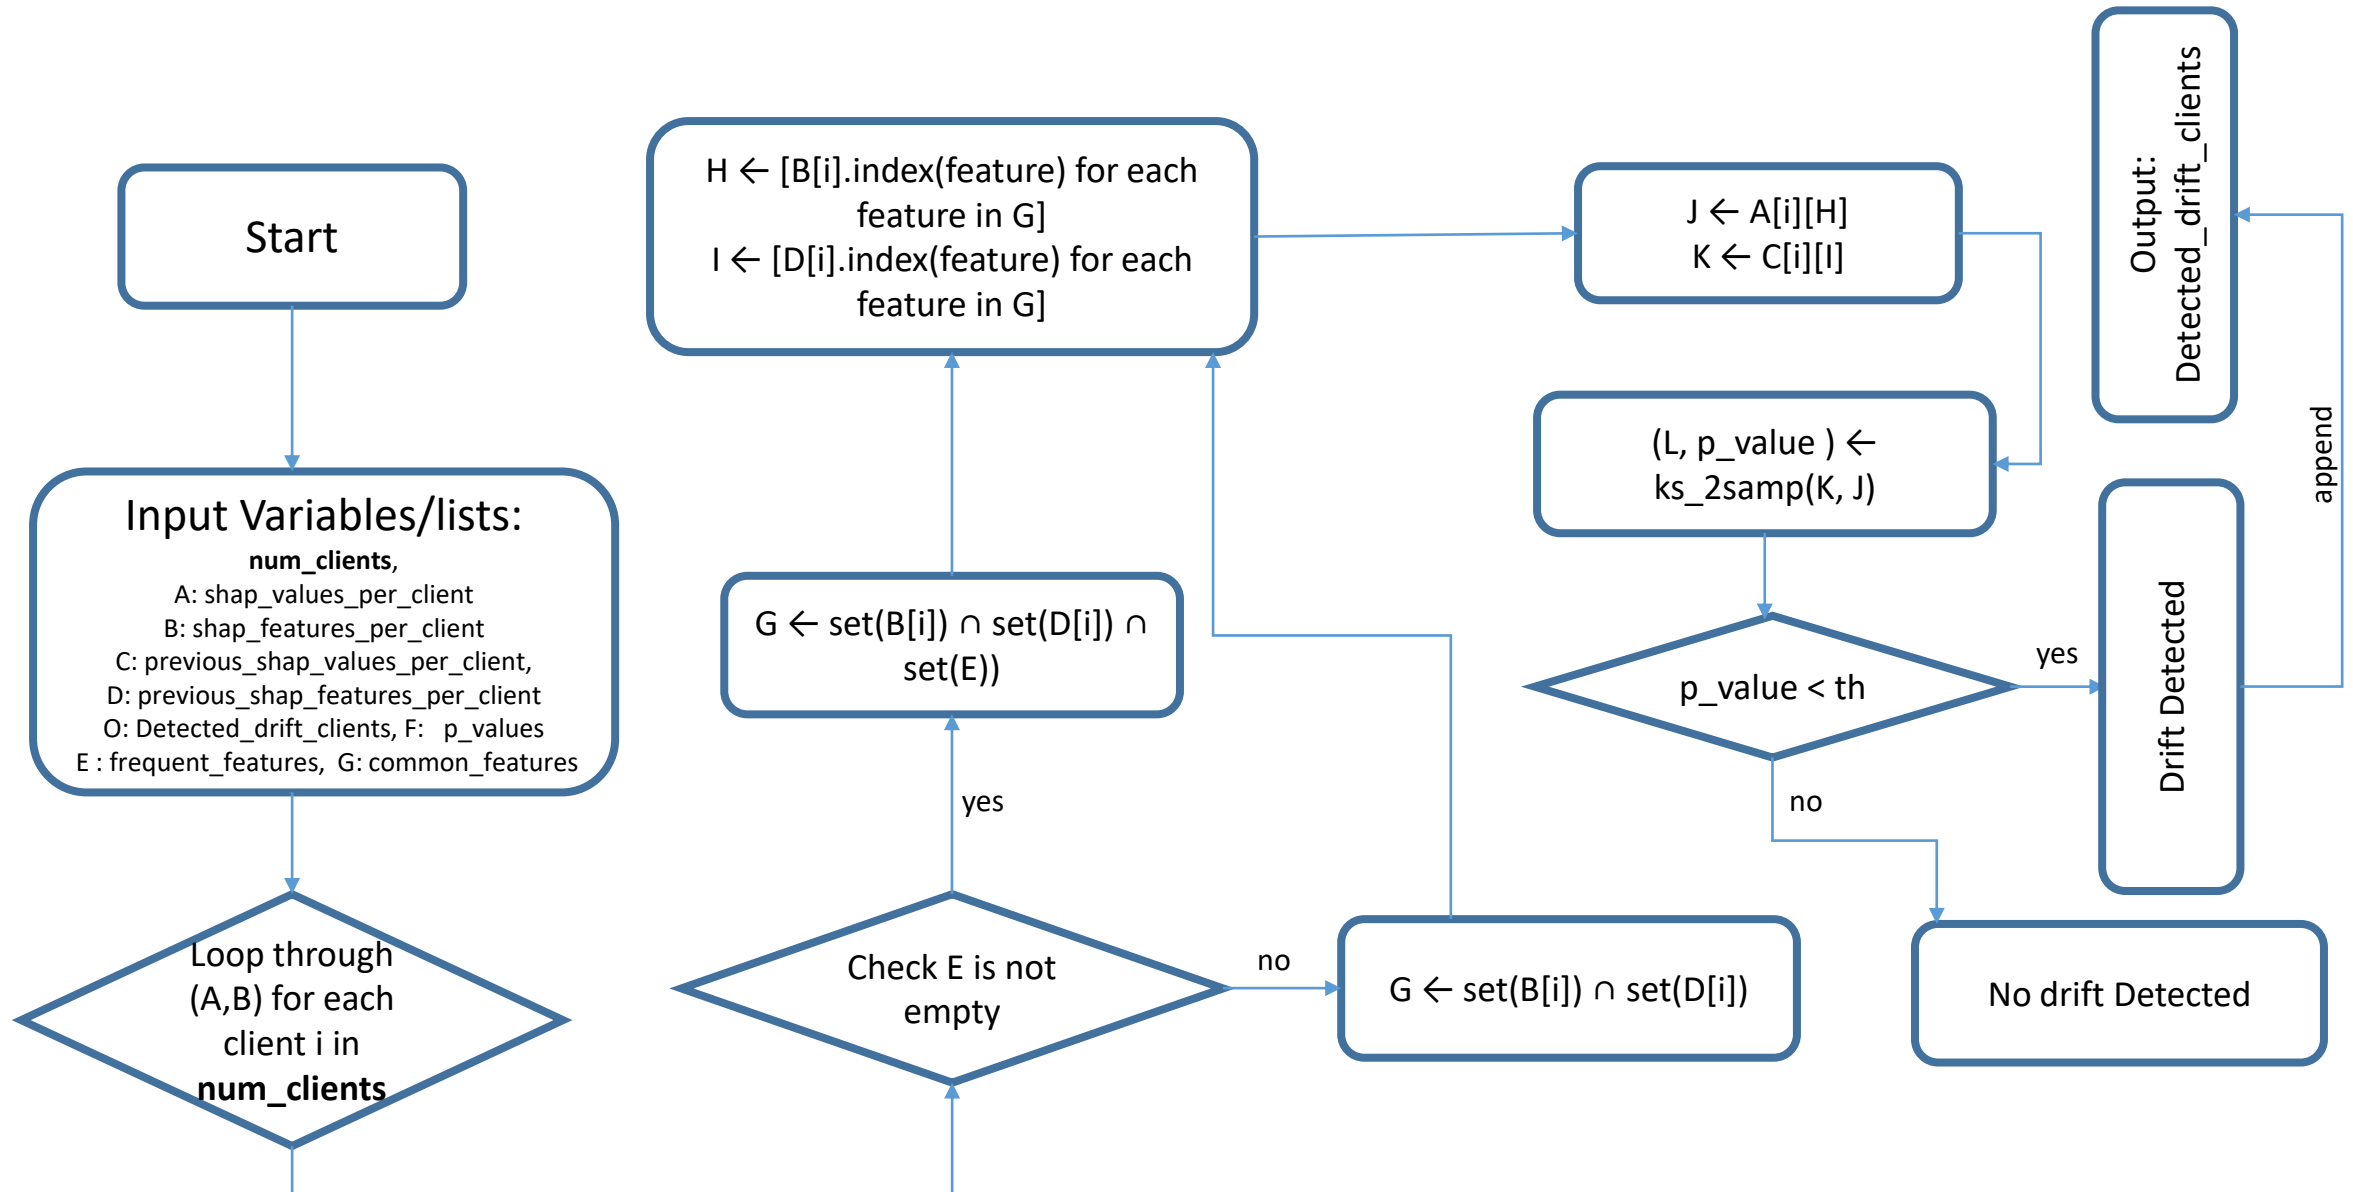 Start
Input Variables/lists:
num_clients,
A: shap_values_per_client
B: shap_features_per_client
C: previous_shap_values_per_client,
D: previous_shap_features_per_client
O: Detected_drift_clients, F: p_values
E : frequent_features, G: common_features
Loop through
(A,B) for each
client i in
num_clients
Check E is not
empty
yes
no
G ← set(B[i]) ∩ set(D[i]) ∩
set(E))
G ← set(B[i]) ∩ set(D[i])
H ← [B[i].index(feature) for each
feature in G]
I ← [D[i].index(feature) for each
feature in G]
J ← A[i][H]
K ← C[i][I]
(L, p_value ) ←
ks_2samp(K, J)
p_value < th
yes
no
Drift Detected
No drift Detected
append
Output:
Detected_drift_clients